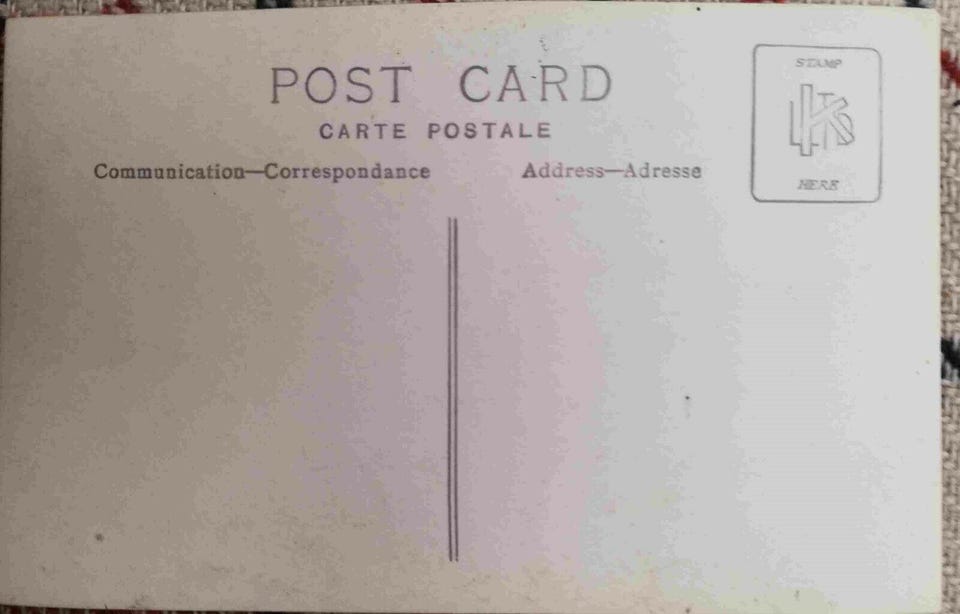 POST CARD
CARTE POSTALE
Communication—Correspondance
Address—Adresse
STAMP
HERE